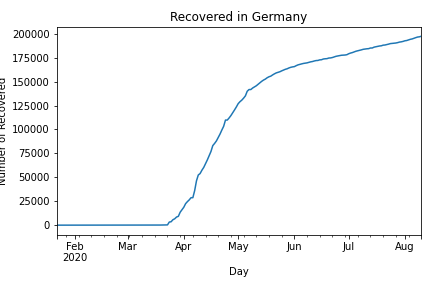 Recovered in Germany
Number of Recovered
200000
175000
150000
125000
100000
75000
50000
25000
0
Feb Mar Apr May Jun Jul Aug
2020
Day